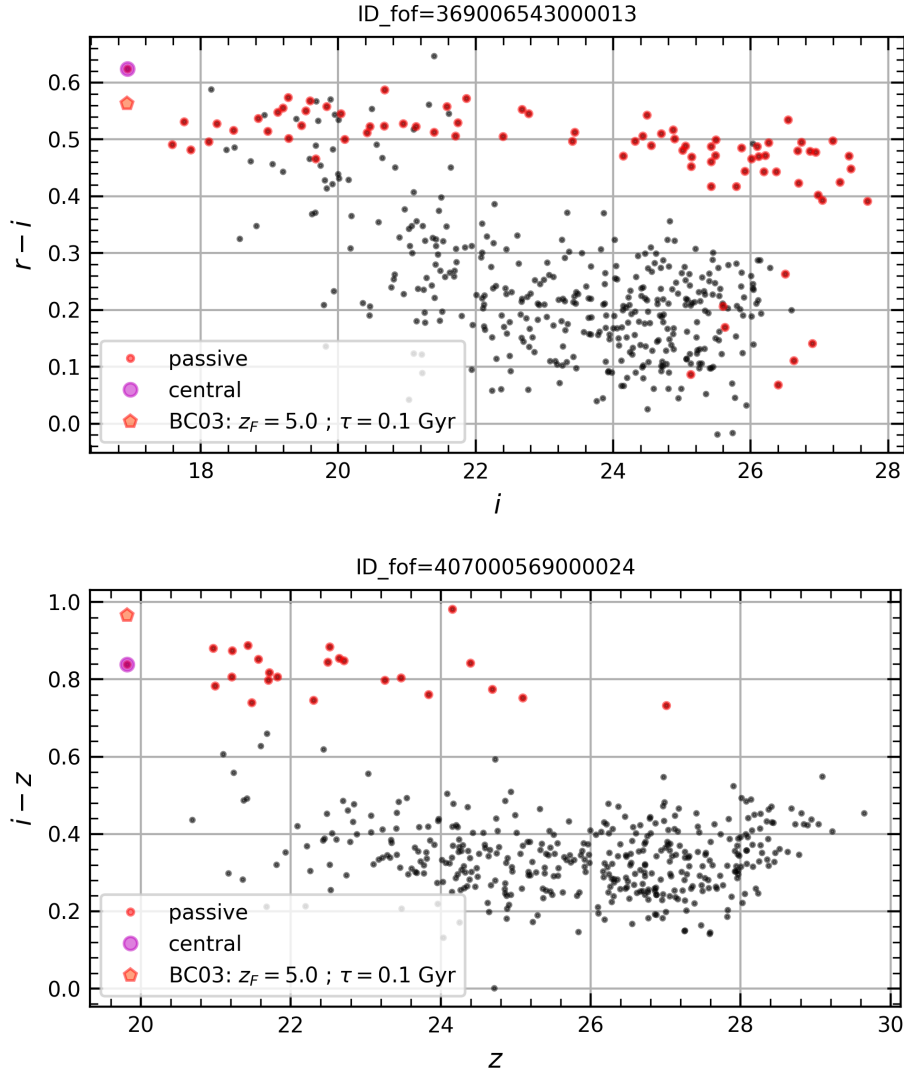 ID_fof=369006543000013
0.6
0.5
0.4
0.3
0.2
0.1
0.0
r − i
passive
central
BC03: z_F = 5.0 ; τ = 0.1 Gyr
18 20 22 24 26 28
i
ID_fof=407000569000024
1.0
0.8
0.6
0.4
0.2
0.0
i − z
passive
central
BC03: z_F = 5.0 ; τ = 0.1 Gyr
20 22 24 26 28 30
z